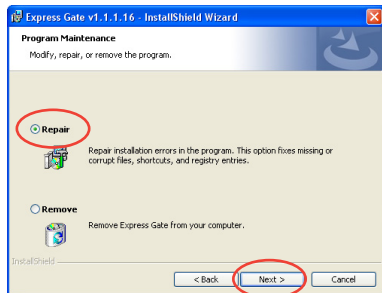 Express Gate v1.1.1.16 - InstallShield Wizard
Program Maintenance
Modify, repair, or remove the program.
Repair
Repair installation errors in the program. This option fixes missing or
corrupt files, shortcuts, and registry entries.
Remove
Remove Express Gate from your computer.
InstallShield
< Back Next > Cancel